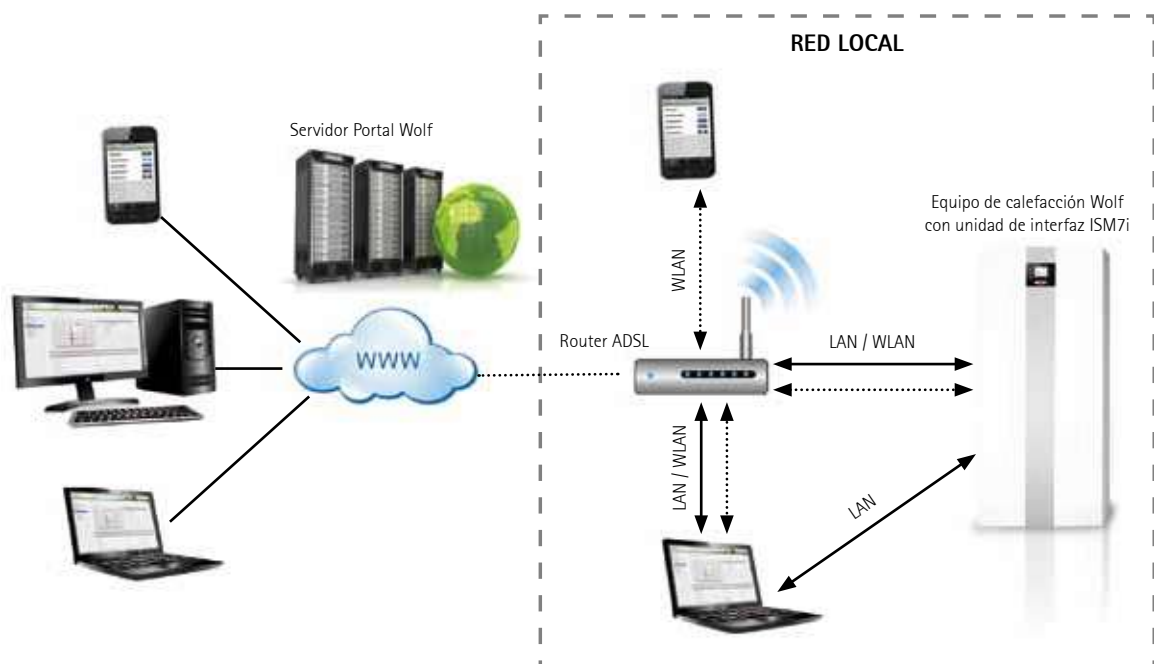 RED LOCAL
Servidor Portal Wolf
Equipo de calefacción Wolf
con unidad de interfaz ISM7i
WLAN
Router ADSL
LAN / WLAN
WWW
LAN / WLAN
LAN